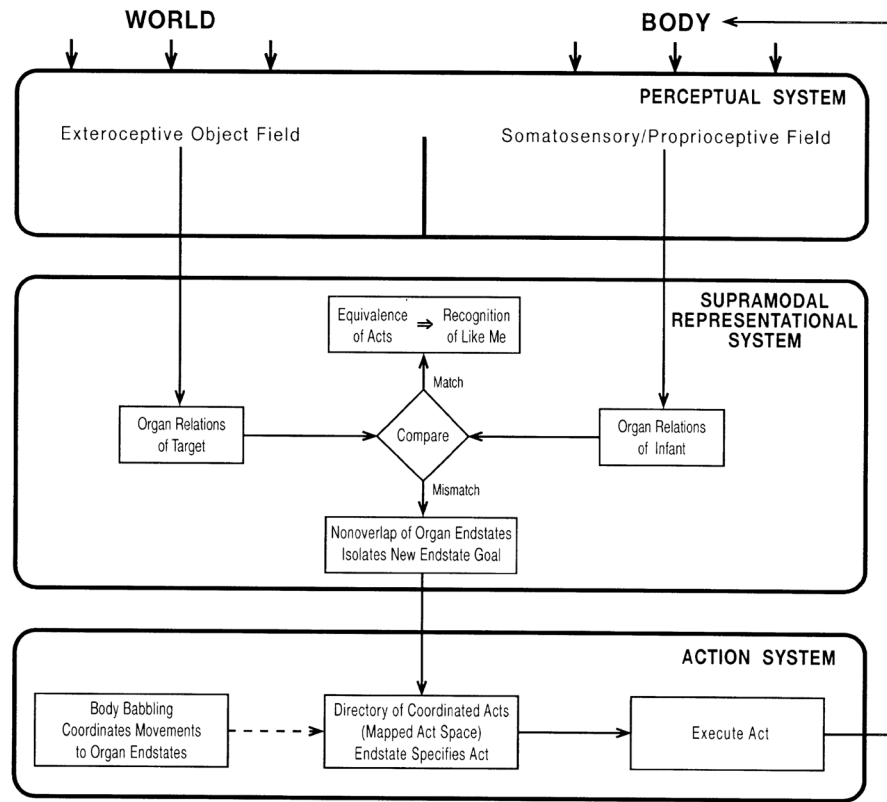 WORLD
BODY
PERCEPTUAL SYSTEM
Exteroceptive Object Field
Somatosensory/Proprioceptive Field
SUPRAMODAL
REPRESENTATIONAL
SYSTEM
Equivalence ⇒ Recognition
of Acts of Like Me
Match
Organ Relations
of Target
Compare
Organ Relations
of Infant
Mismatch
Nonoverlap of Organ Endstates
Isolates New Endstate Goal
ACTION SYSTEM
Body Babbling
Coordinates Movements
to Organ Endstates
Directory of Coordinated Acts
(Mapped Act Space)
Endstate Specifies Act
Execute Act